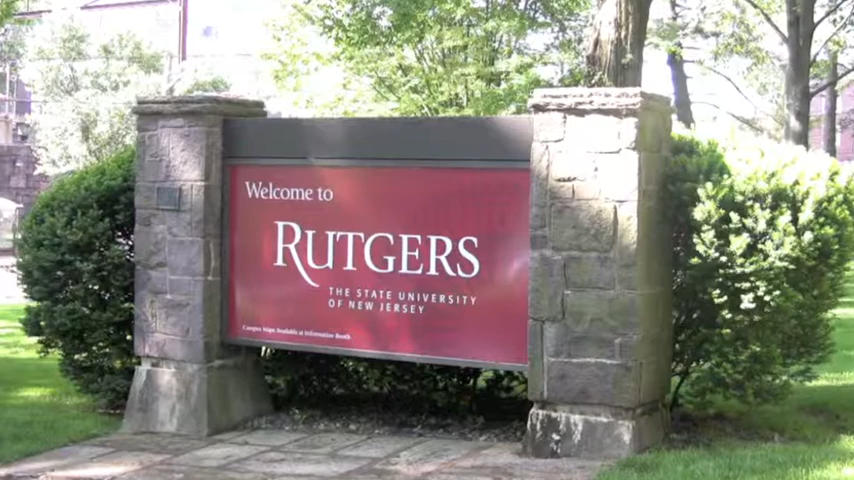 Welcome to
RUTGERS
THE STATE UNIVERSITY
OF NEW JERSEY
Campus Maps Available at Information Booth